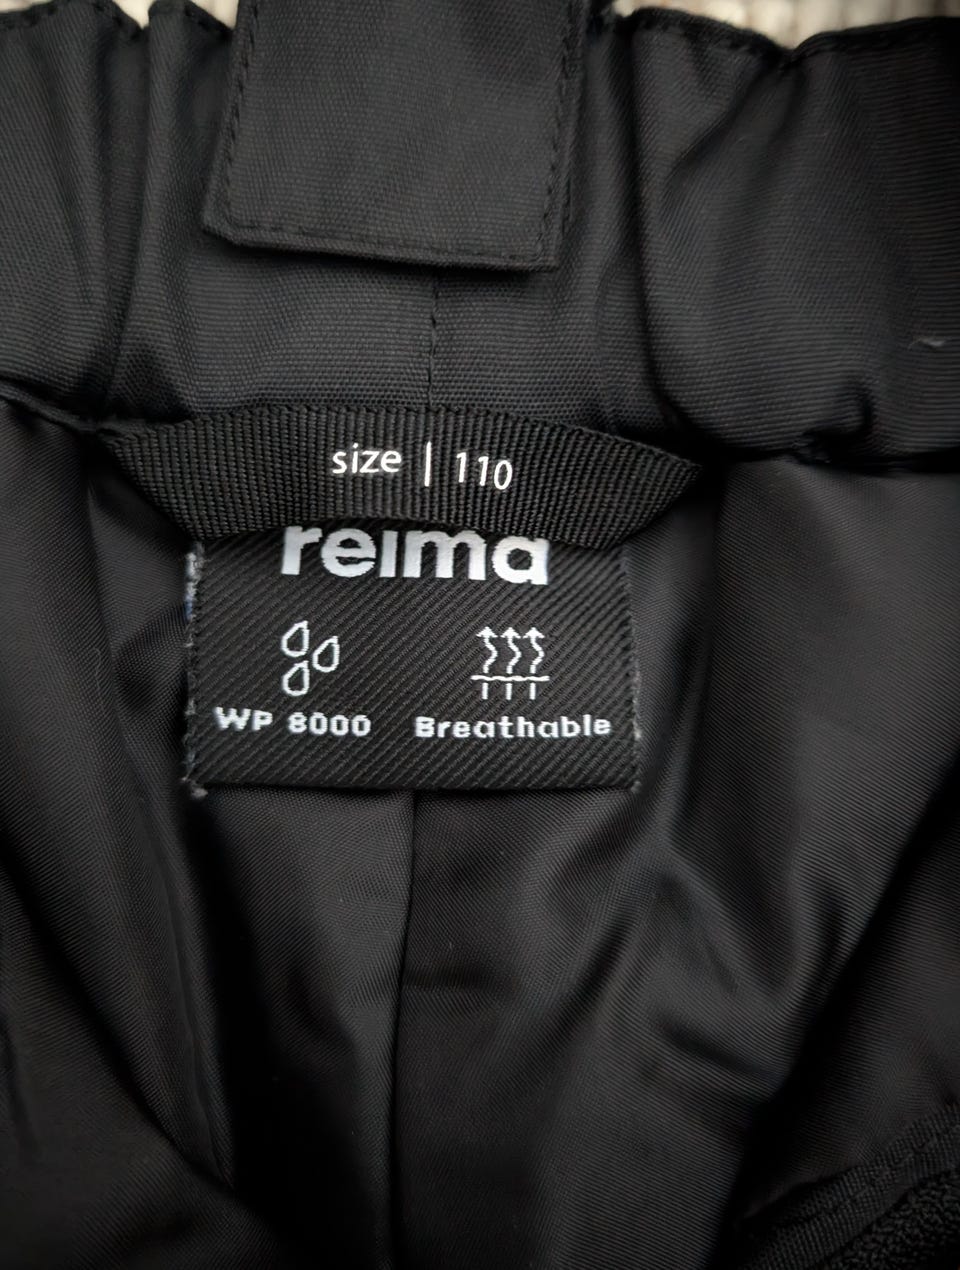 size | 110
reima
WP 8000 Breathable